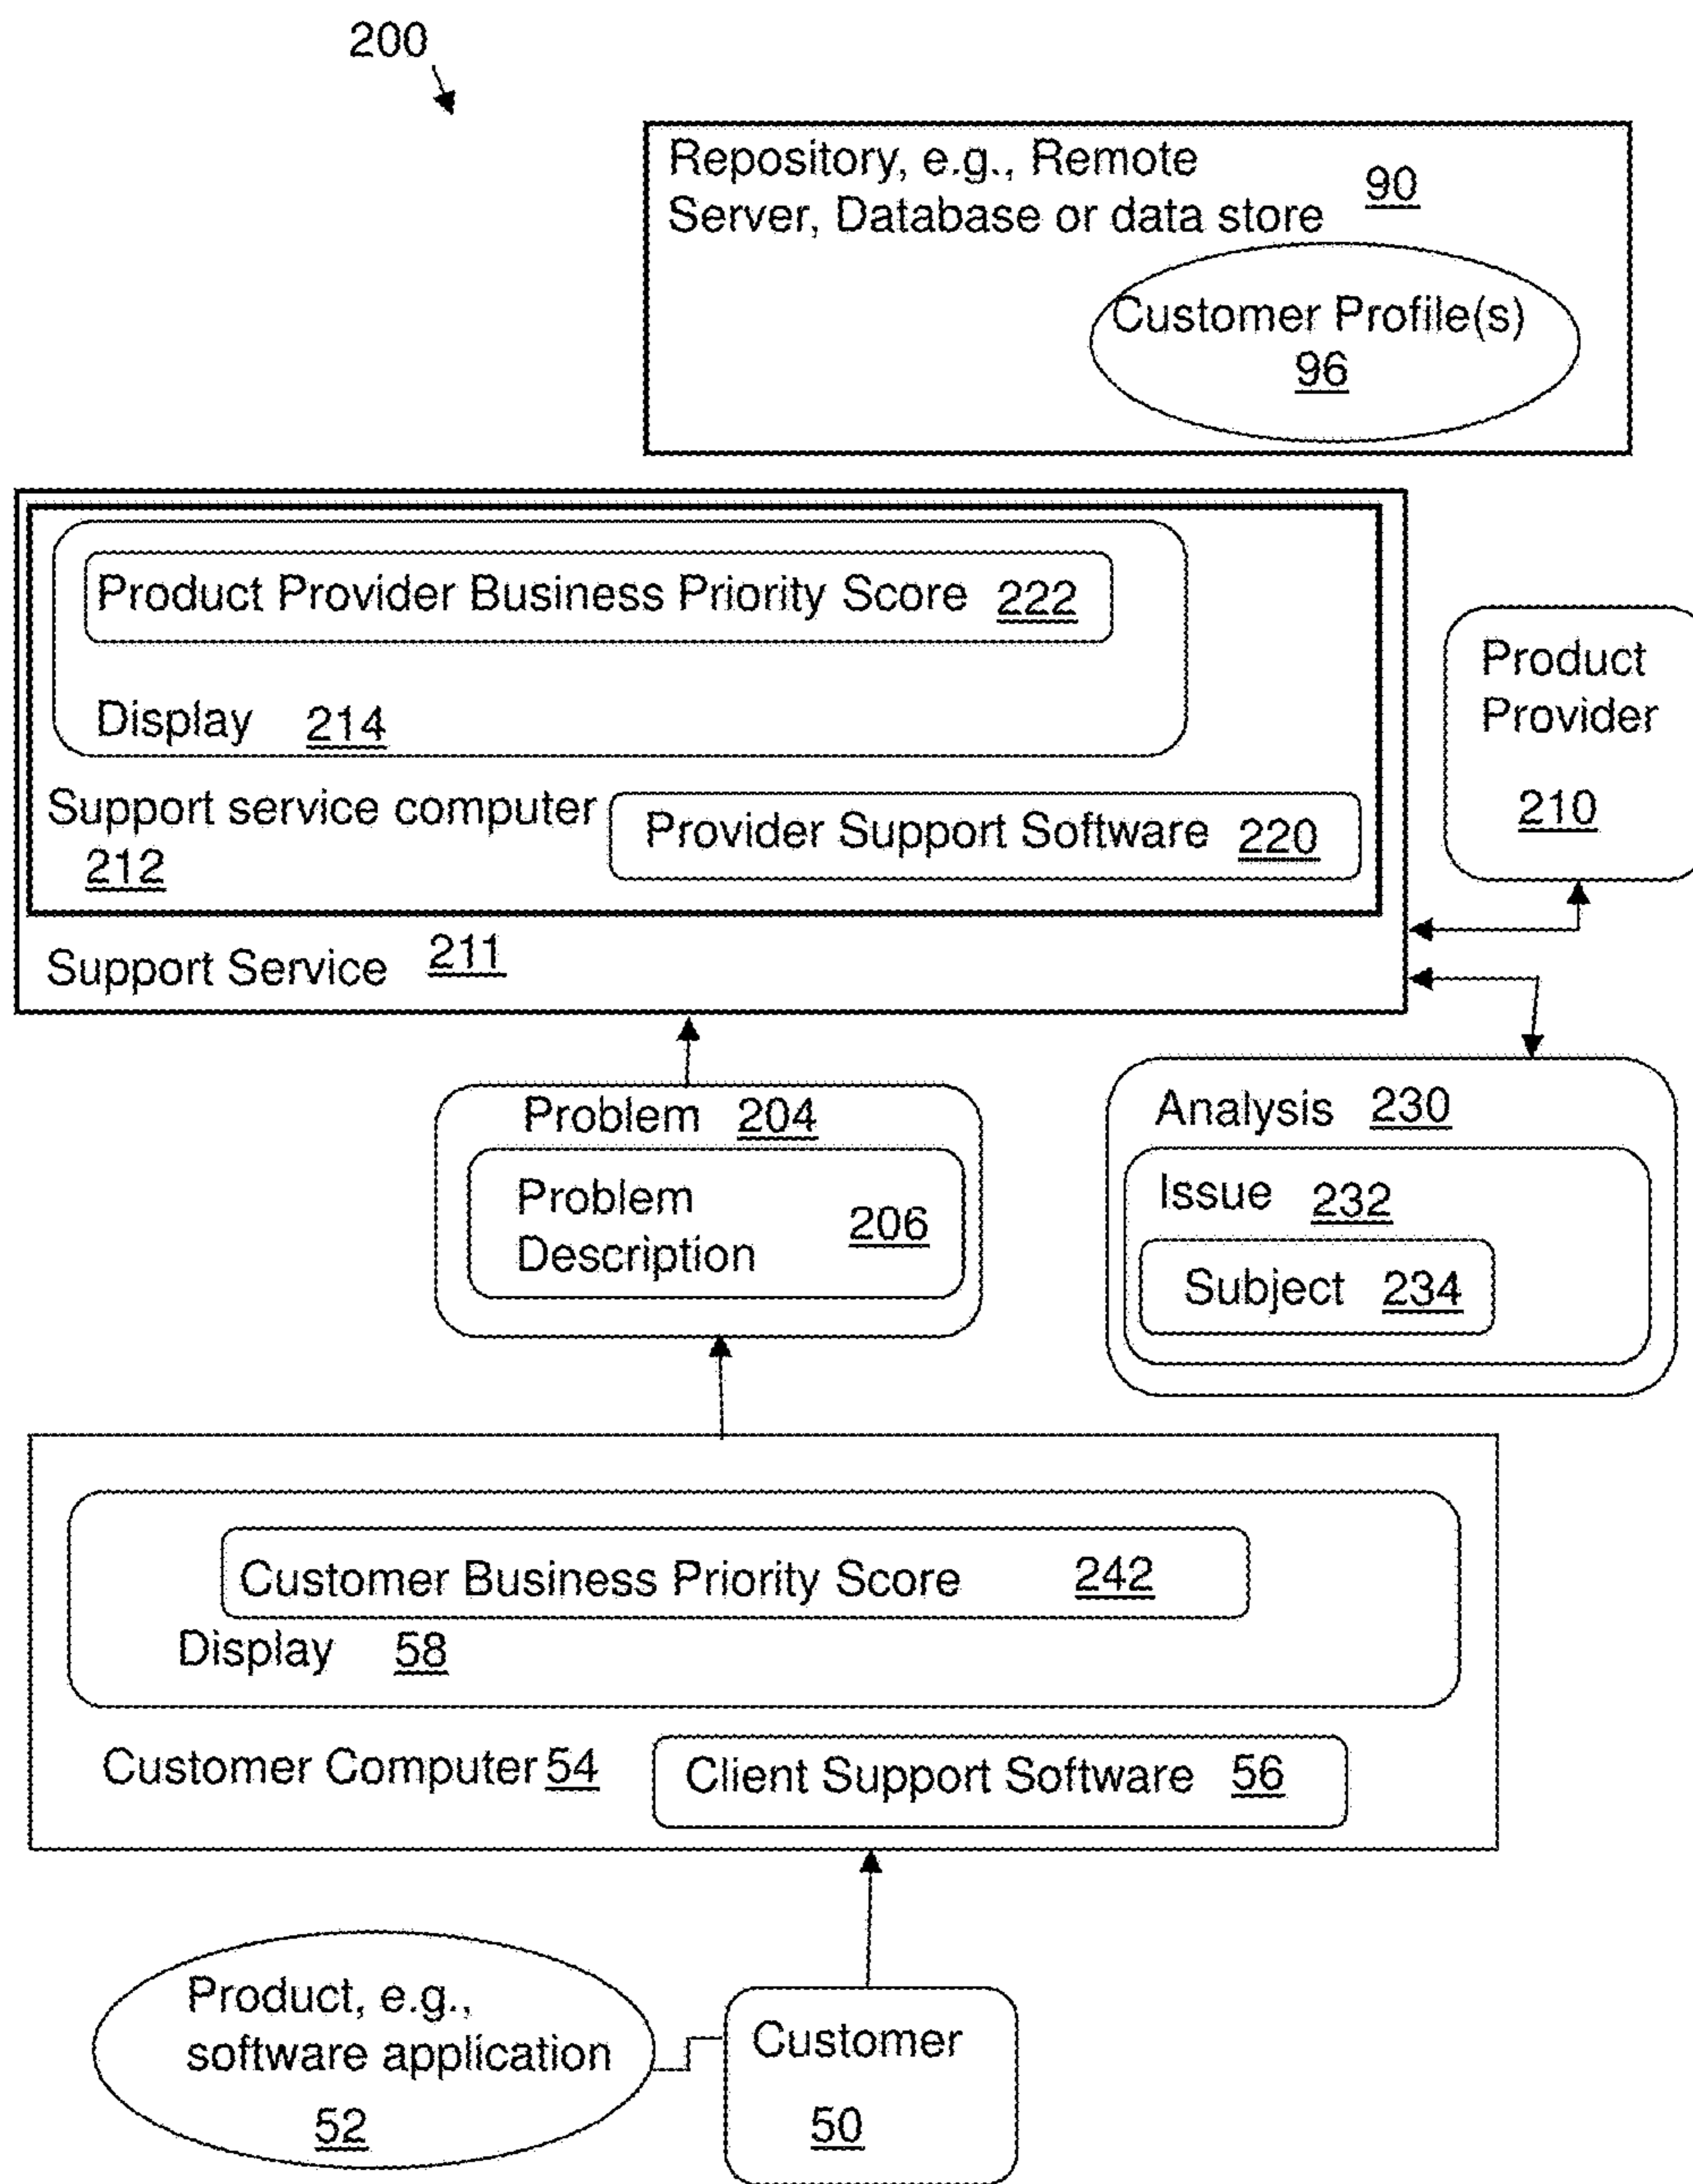 200
Repository, e.g., Remote
Server, Database or data store 90
Customer Profile(s)
96
Product Provider Business Priority Score 222
Display 214
Support service computer
212
Provider Support Software 220
Support Service 211
Product
Provider
210
Problem 204
Problem
Description 206
Analysis 230
Issue 232
Subject 234
Customer Business Priority Score 242
Display 58
Customer Computer 54
Client Support Software 56
Product, e.g.,
software application
52
Customer
50